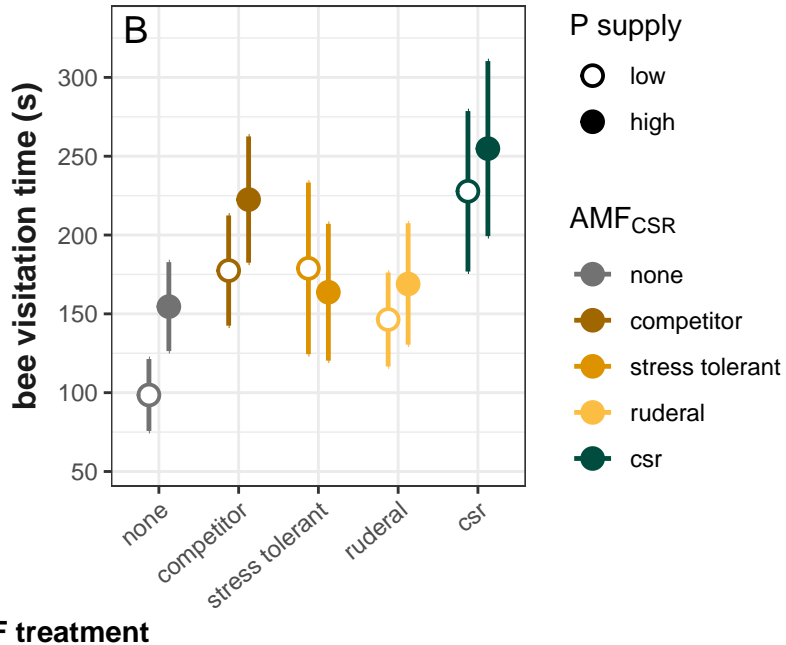 B
bee visitation time (s)
300
250
200
150
100
50
none
competitor
stress tolerant
ruderal
csr
F treatment
P supply
low
high
AMF_CSR
none
competitor
stress tolerant
ruderal
csr